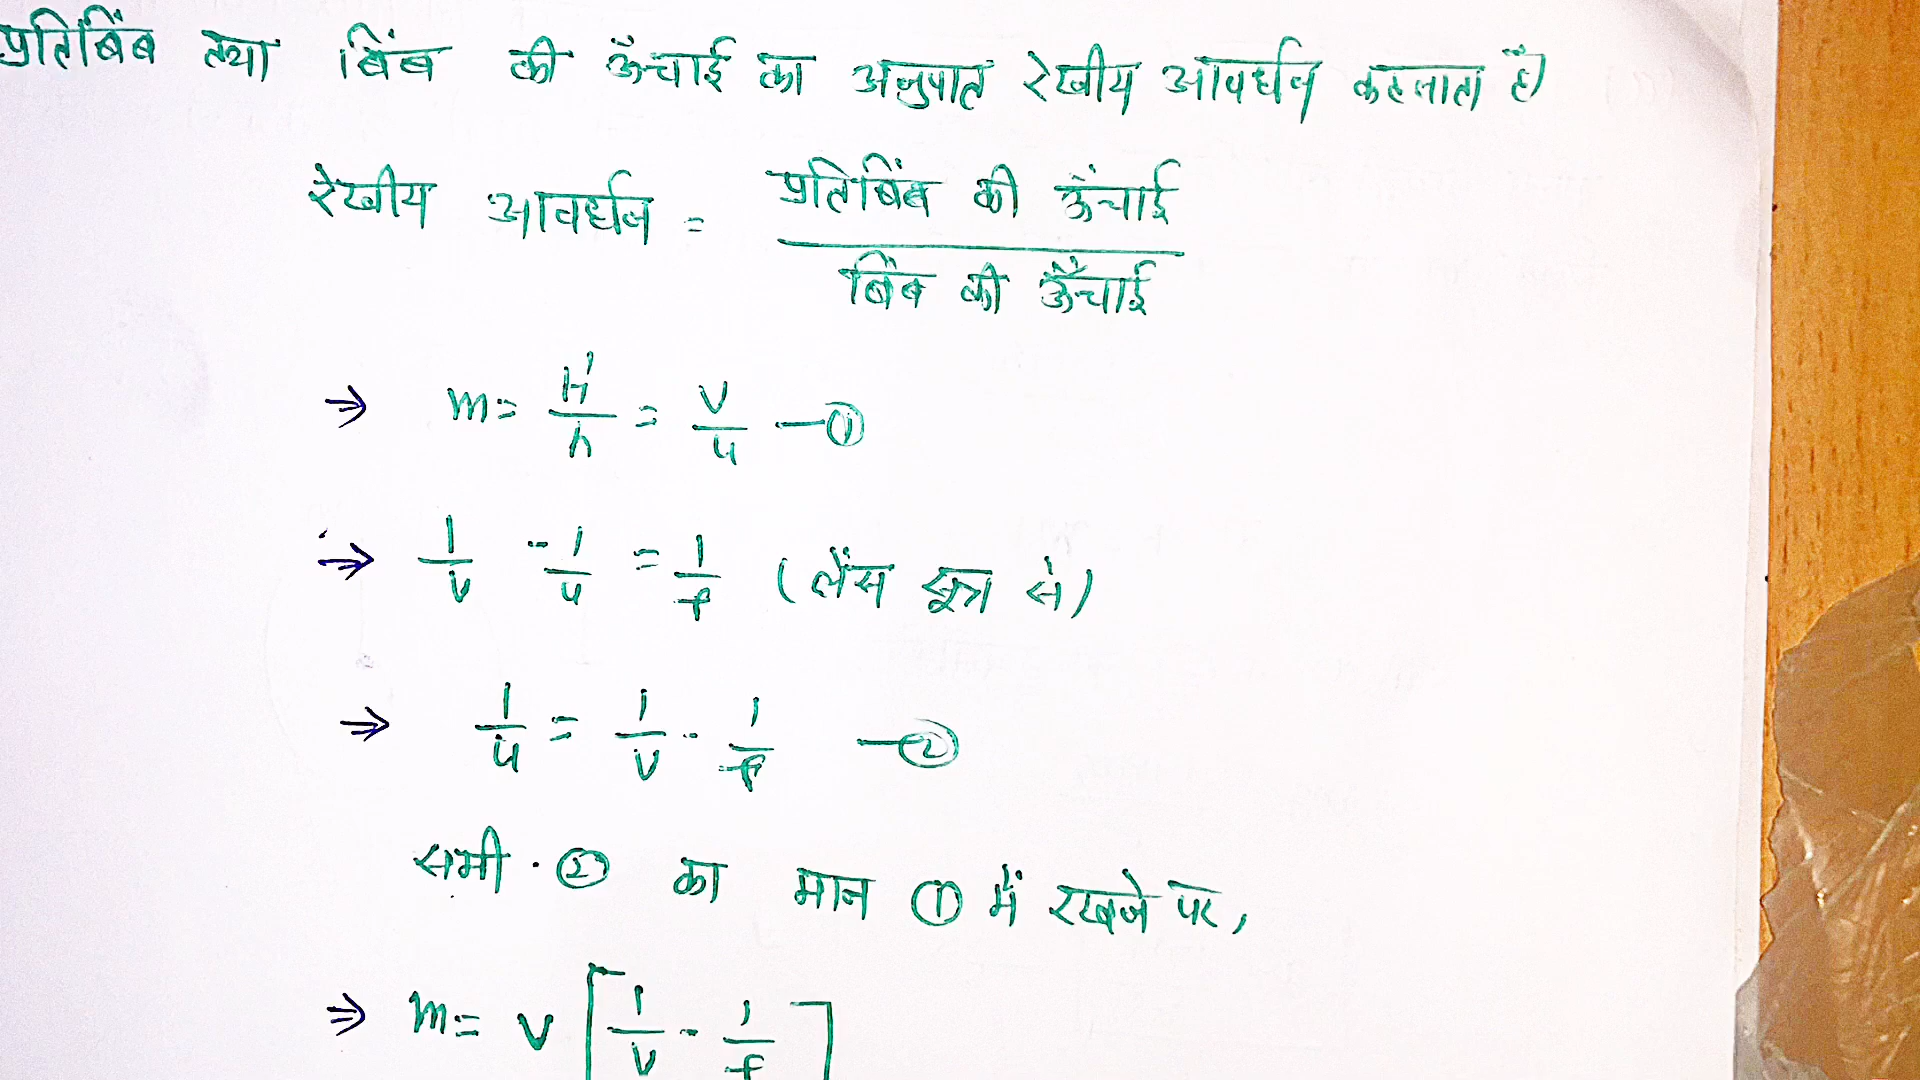 प्रतिबिंब तथा बिंब की ऊँचाई का अनुपात रेखीय आवर्धन कहलाता है।
रेखीय आवर्धन = प्रतिबिंब की ऊँचाई / बिंब की ऊँचाई
⇒ m = H'/h = v/u —①
⇒ 1/v - 1/u = 1/f (लेंस सूत्र से)
⇒ 1/u = 1/v - 1/f —②
समी. ② का मान ① में रखने पर,
⇒ m = v [1/v - 1/f]